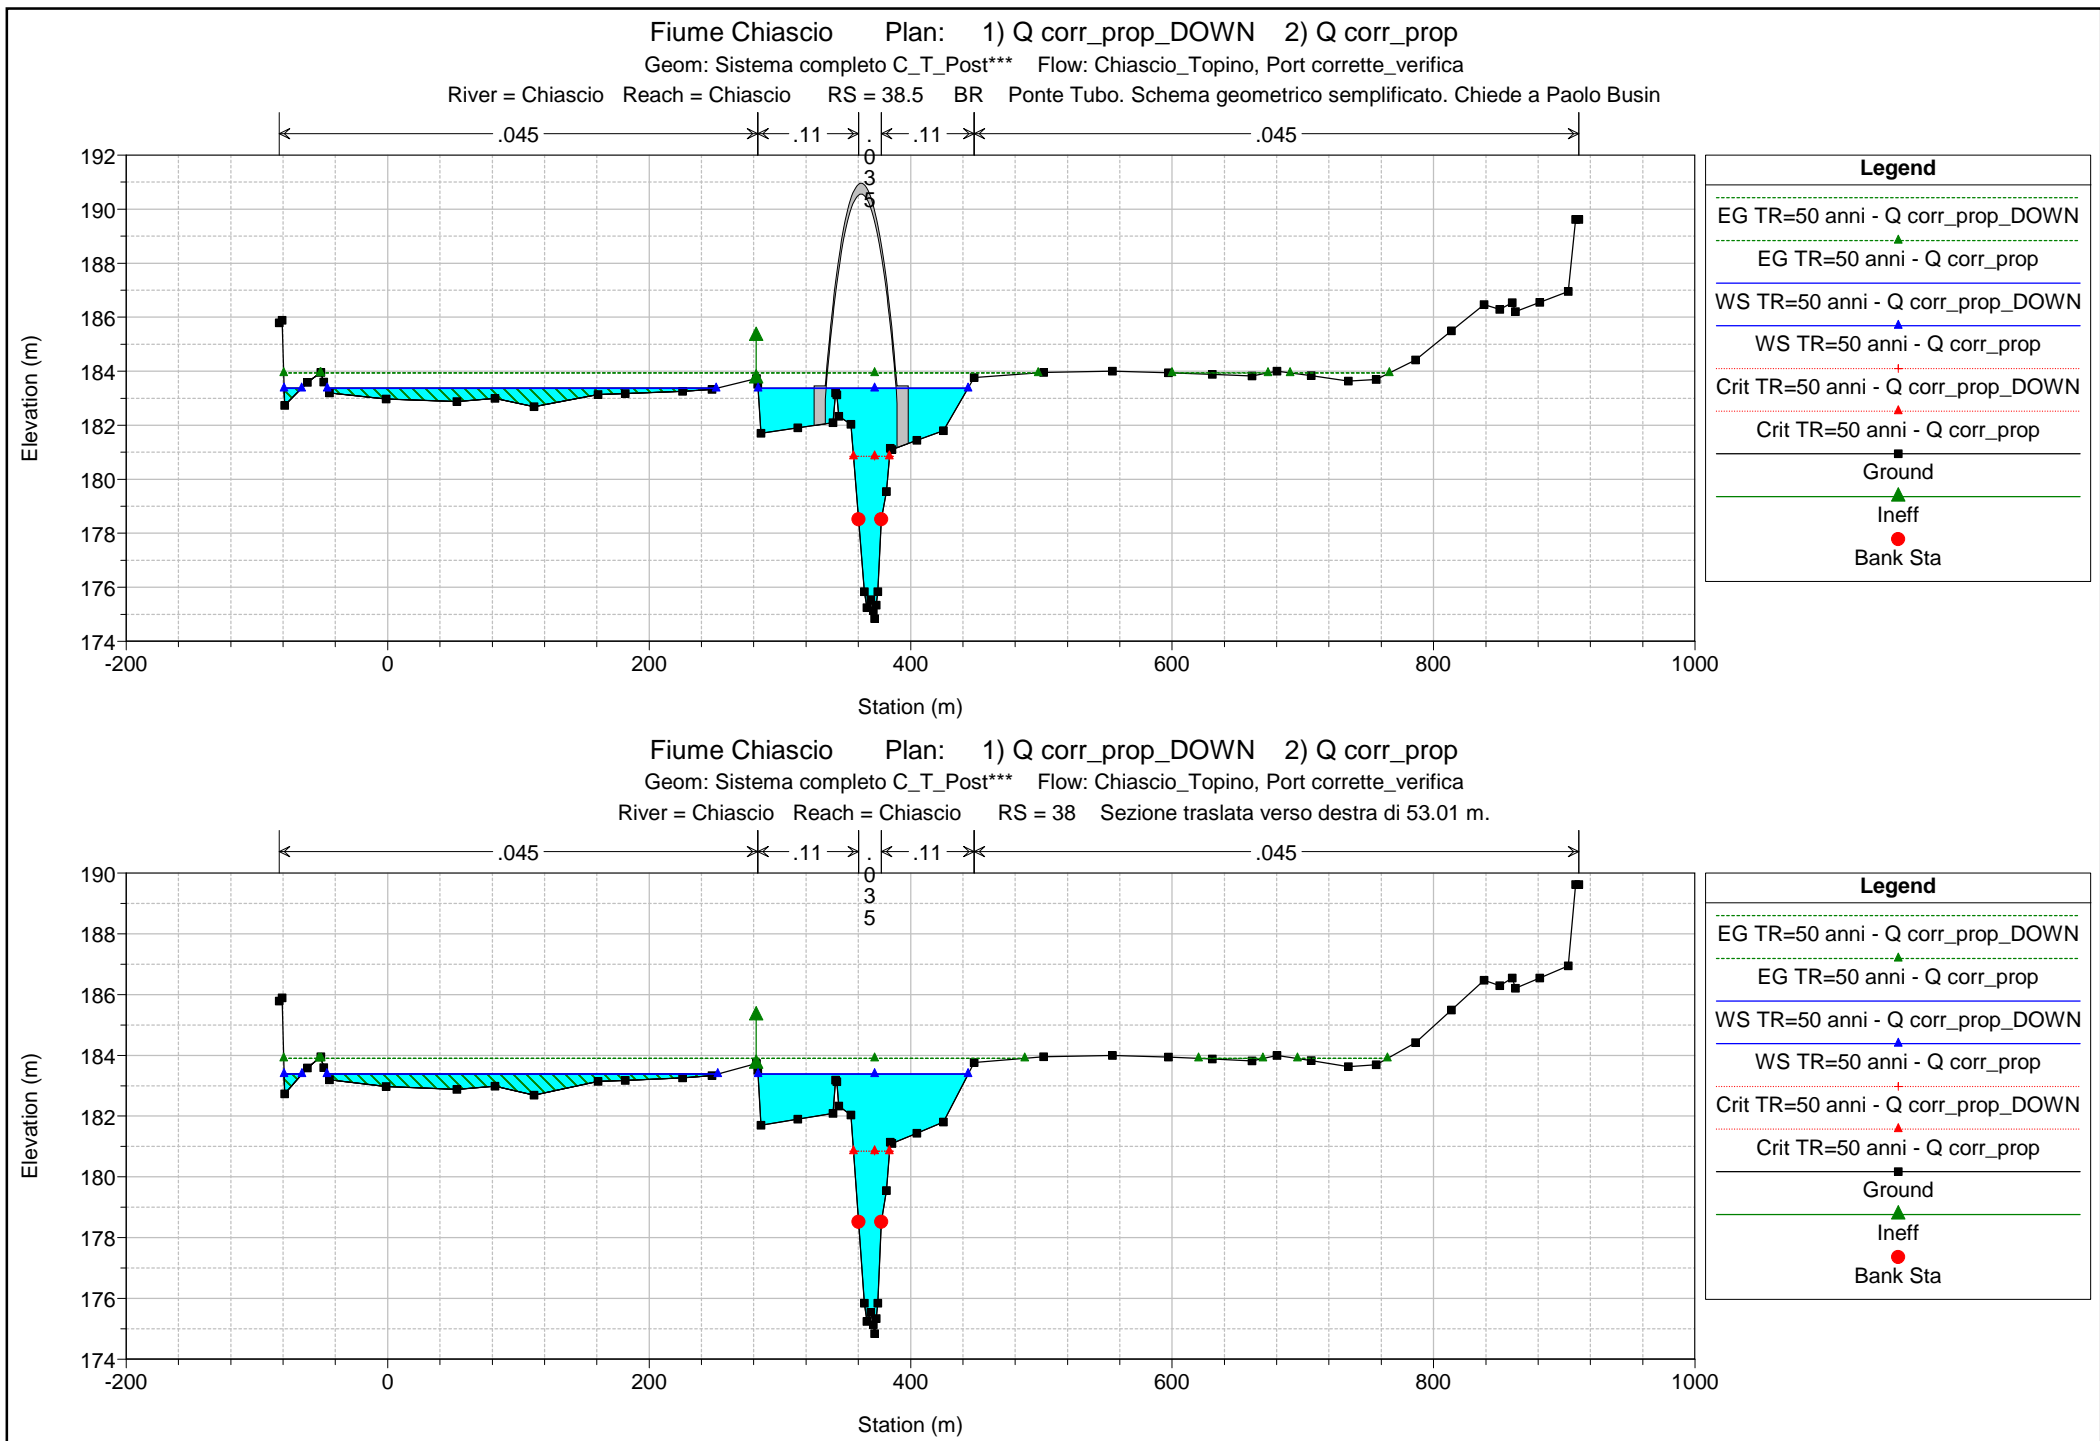 Fiume Chiascio Plan: 1) Q corr_prop_DOWN 2) Q corr_prop
Geom: Sistema completo C_T_Post*** Flow: Chiascio_Topino, Port corrette_verifica
River = Chiascio Reach = Chiascio RS = 38.5 BR Ponte Tubo. Schema geometrico semplificato. Chiede a Paolo Busin
.045 .11 .035 .11 .045
192
190
188
186
184
182
180
178
176
174
Elevation (m)
-200 0 200 400 600 800 1000
Station (m)
Legend
EG TR=50 anni - Q corr_prop_DOWN
EG TR=50 anni - Q corr_prop
WS TR=50 anni - Q corr_prop_DOWN
WS TR=50 anni - Q corr_prop
Crit TR=50 anni - Q corr_prop_DOWN
Crit TR=50 anni - Q corr_prop
Ground
Ineff
Bank Sta
Fiume Chiascio Plan: 1) Q corr_prop_DOWN 2) Q corr_prop
Geom: Sistema completo C_T_Post*** Flow: Chiascio_Topino, Port corrette_verifica
River = Chiascio Reach = Chiascio RS = 38 Sezione traslata verso destra di 53.01 m.
.045 .11 .035 .11 .045
190
188
186
184
182
180
178
176
174
Elevation (m)
-200 0 200 400 600 800 1000
Station (m)
Legend
EG TR=50 anni - Q corr_prop_DOWN
EG TR=50 anni - Q corr_prop
WS TR=50 anni - Q corr_prop_DOWN
WS TR=50 anni - Q corr_prop
Crit TR=50 anni - Q corr_prop_DOWN
Crit TR=50 anni - Q corr_prop
Ground
Ineff
Bank Sta